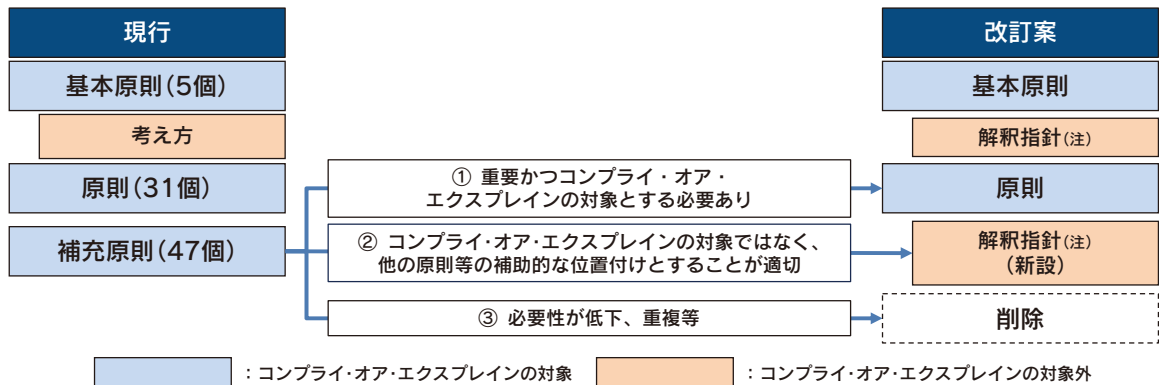 現行
改訂案
基本原則(5個)
基本原則
考え方
解釈指針(注)
原則(31個)
① 重要かつコンプライ・オア・
エクスプレインの対象とする必要あり
原則
補充原則(47個)
② コンプライ・オア・エクスプレインの対象ではなく、
他の原則等の補助的な位置付けとすることが適切
解釈指針(注)
(新設)
③ 必要性が低下、重複等
削除
：コンプライ・オア・エクスプレインの対象
：コンプライ・オア・エクスプレインの対象外